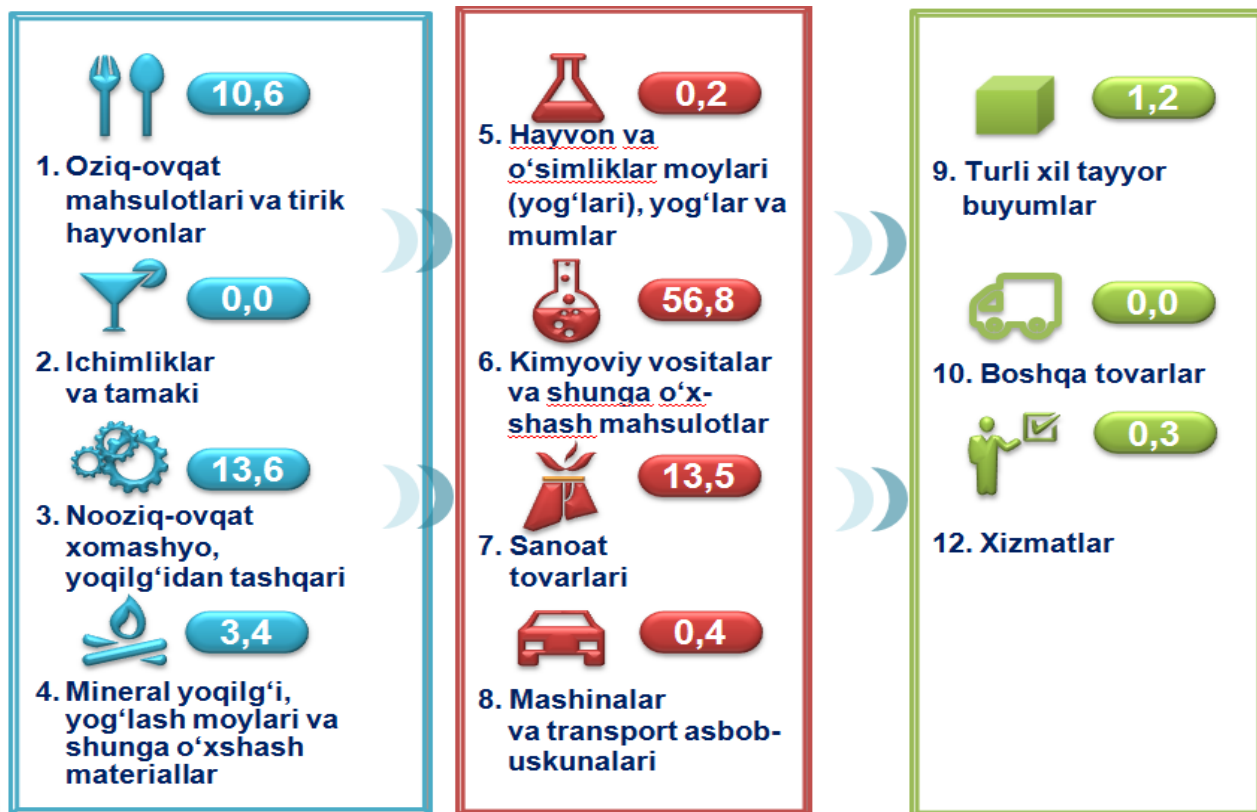 10,6
1. Oziq-ovqat
mahsulotlari va tirik
hayvonlar
0,0
2. Ichimliklar
va tamaki
13,6
3. Nooziq-ovqat
xomashyo,
yoqilg‘idan tashqari
3,4
4. Mineral yoqilg‘i,
yog‘lash moylari va
shunga o‘xshash
materiallar
0,2
5. Hayvon va
o‘simliklar moylari
(yog‘lari), yog‘lar va
mumlar
56,8
6. Kimyoviy vositalar
va shunga o‘x-
shash mahsulotlar
13,5
7. Sanoat
tovarlari
0,4
8. Mashinalar
va transport asbob-
uskunalari
1,2
9. Turli xil tayyor
buyumlar
0,0
10. Boshqa tovarlar
0,3
12. Xizmatlar